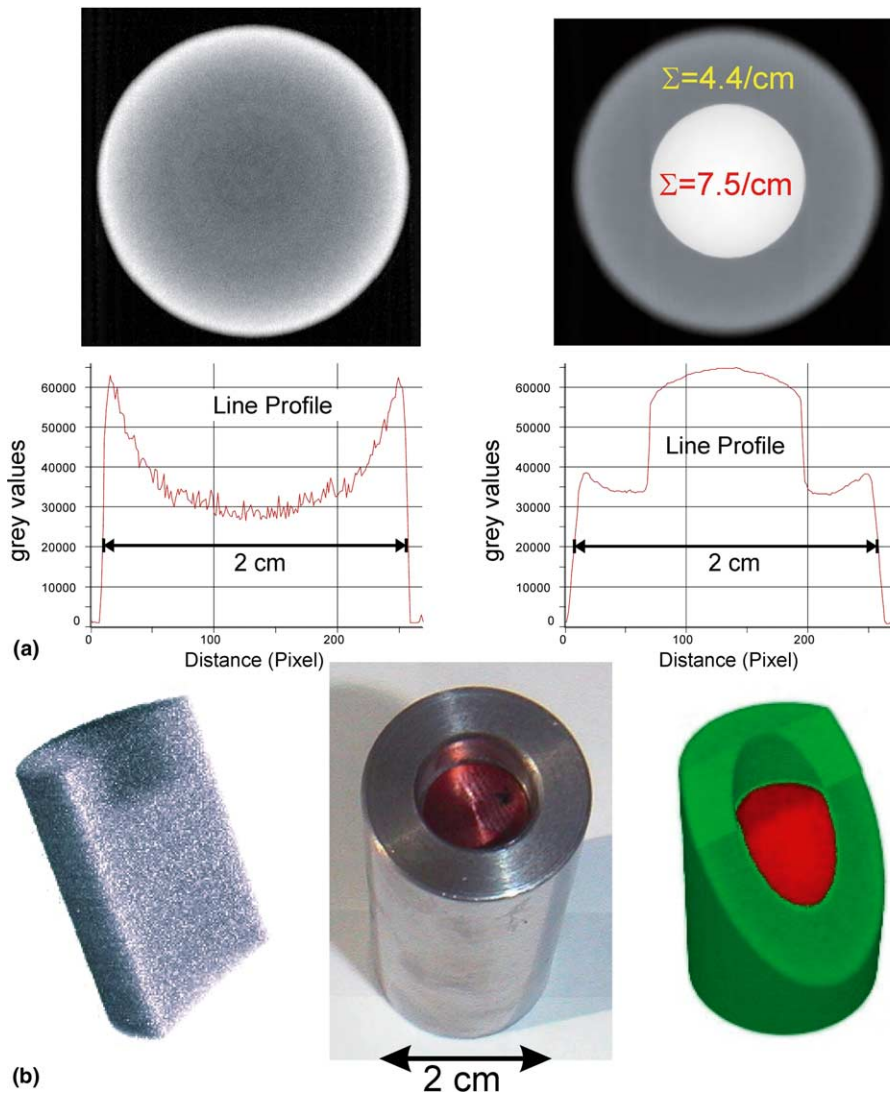 Σ=4.4/cm
Σ=7.5/cm
60000
50000
40000
30000
20000
10000
0
grey values
Line Profile
2 cm
0
100
200
Distance (Pixel)
60000
50000
40000
30000
20000
10000
0
grey values
Line Profile
2 cm
0
100
200
Distance (Pixel)
(a)
(b)
2 cm